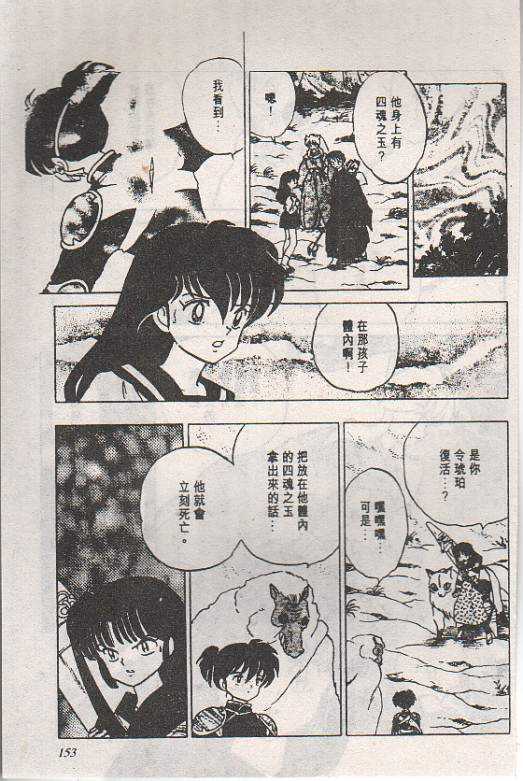 他身上有
四魂之玉?
嗯!
我看到…
在那孩子
體內啊!
是你
令琥珀
復活…?
嘿嘿嘿…
可是…
把放在他體內
的四魂之玉
拿出來的話…
他就會
立刻死亡。
153